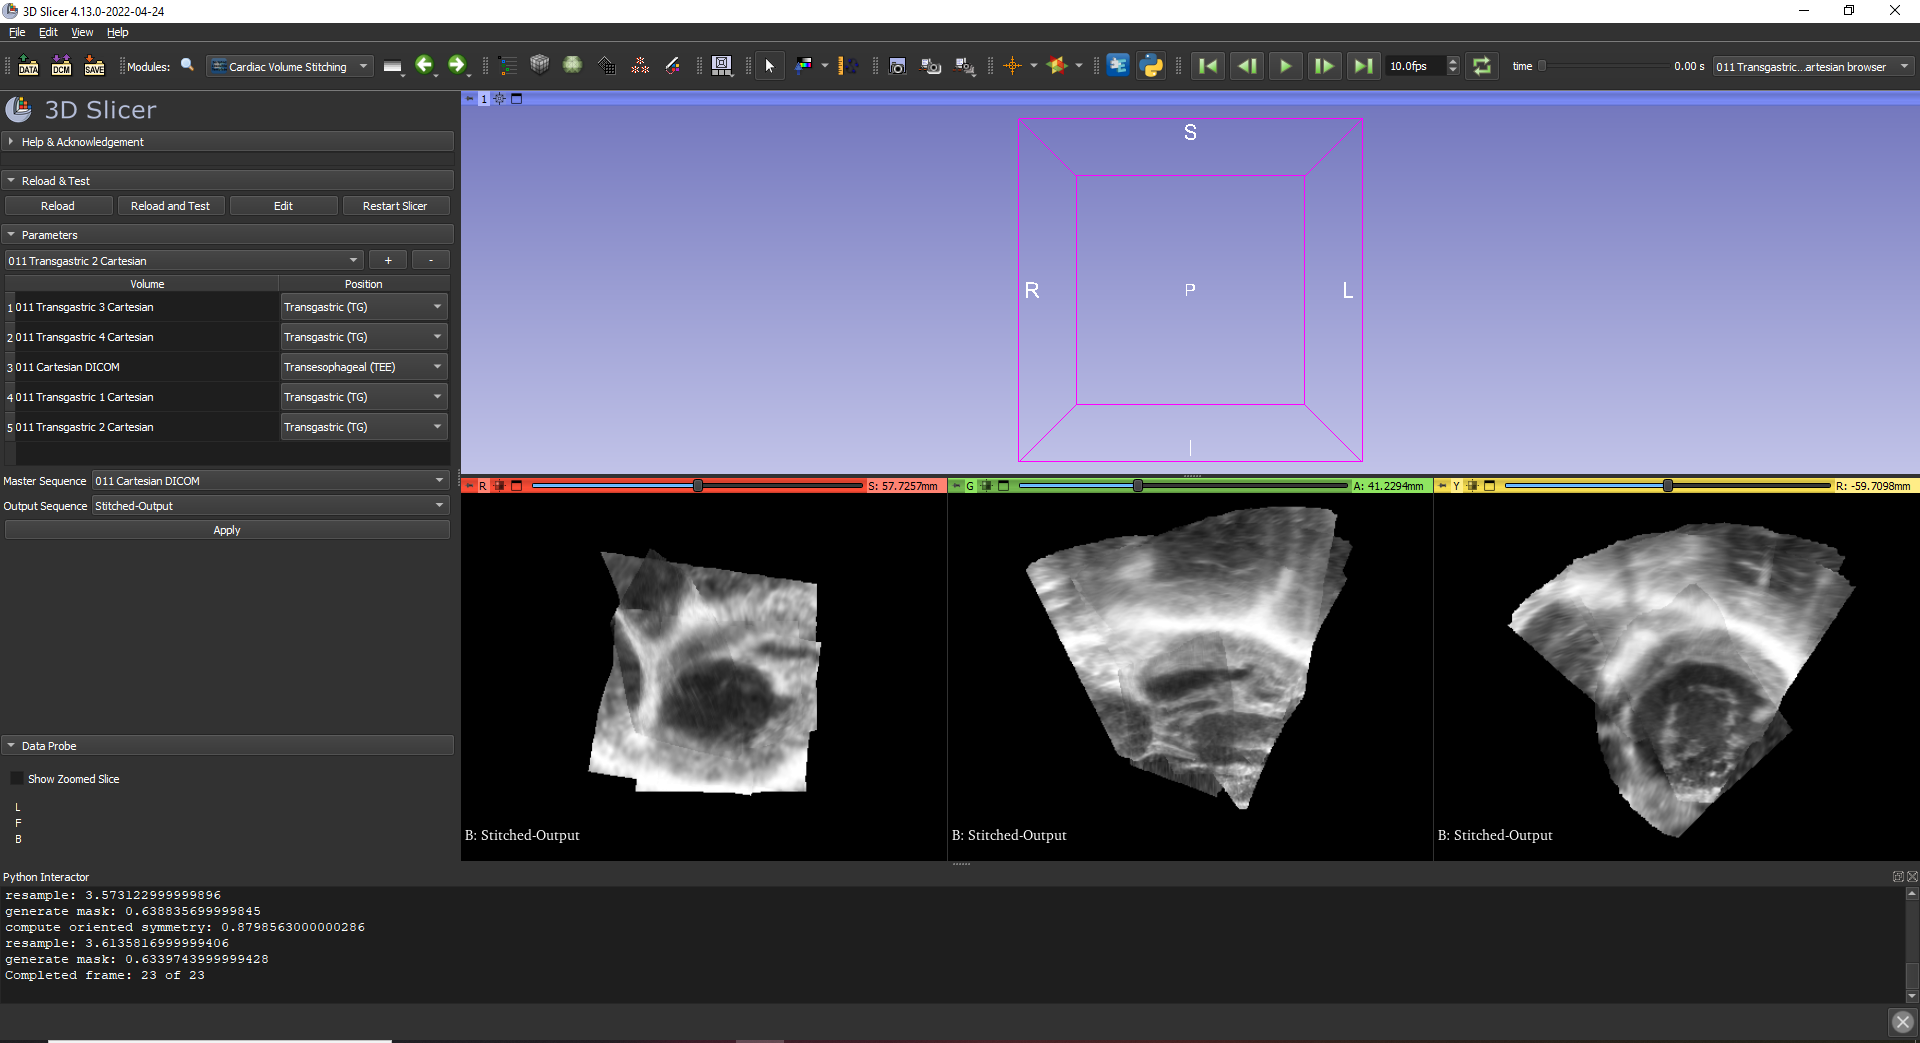 3D Slicer 4.13.0-2022-04-24
File Edit View Help
DATA DCM SAVE Modules: Cardiac Volume Stitching 10.0fps time 0.00 s 011 Transgastric...artesian browser
3D Slicer
Help & Acknowledgement
Reload & Test
Reload Reload and Test Edit Restart Slicer
Parameters
011 Transgastric 2 Cartesian + -
Volume Position
1 011 Transgastric 3 Cartesian Transgastric (TG)
2 011 Transgastric 4 Cartesian Transgastric (TG)
3 011 Cartesian DICOM Transesophageal (TEE)
4 011 Transgastric 1 Cartesian Transgastric (TG)
5 011 Transgastric 2 Cartesian Transgastric (TG)
Master Sequence 011 Cartesian DICOM
Output Sequence Stitched-Output
Apply
Data Probe
Show Zoomed Slice
L
F
B
1
S
R P L
I
R S: 57.7257mm
G A: 41.2294mm
Y R: -59.7098mm
B: Stitched-Output
B: Stitched-Output
B: Stitched-Output
Python Interactor
resample: 3.573122999999896
generate mask: 0.638835699999845
compute oriented symmetry: 0.8798563000000286
resample: 3.6135816999999406
generate mask: 0.6339743999999428
Completed frame: 23 of 23